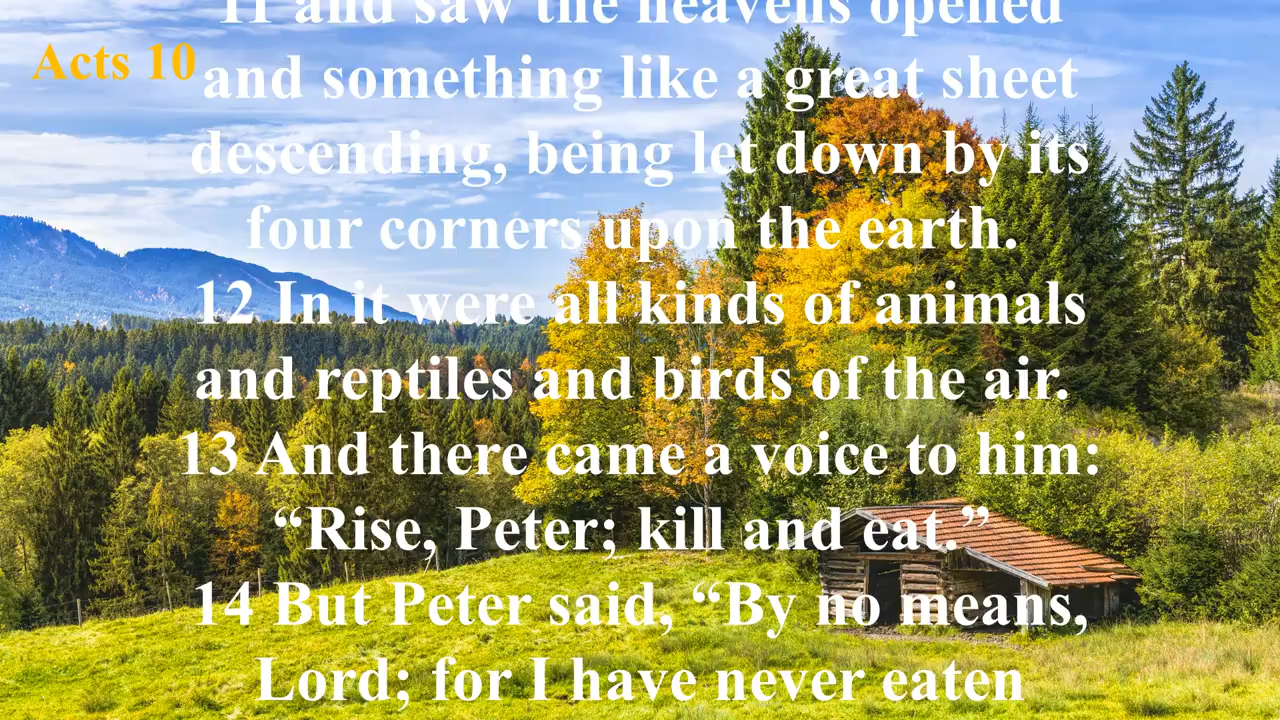 11 and saw the heavens opened
Acts 10
and something like a great sheet
descending, being let down by its
four corners upon the earth.
12 In it were all kinds of animals
and reptiles and birds of the air.
13 And there came a voice to him:
“Rise, Peter; kill and eat.”
14 But Peter said, “By no means,
Lord; for I have never eaten